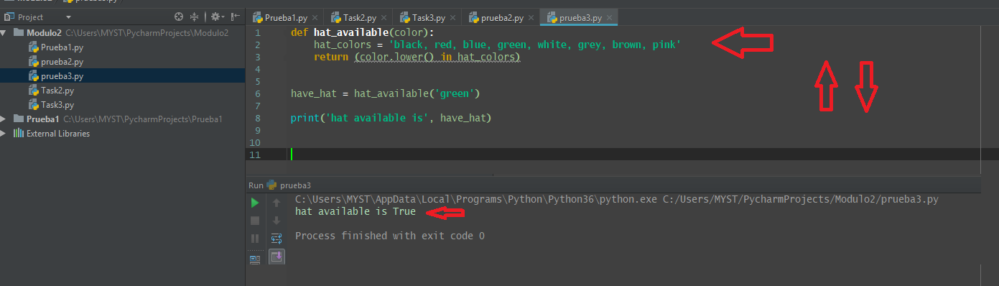 Project
Prueba1.py
Task2.py
Task3.py
prueba2.py
prueba3.py
Modulo2 C:\Users\MYST\PycharmProjects\Modulo2
Prueba1.py
prueba2.py
prueba3.py
Task2.py
Task3.py
Prueba1 C:\Users\MYST\PycharmProjects\Prueba1
External Libraries
1 def hat_available(color):
2 hat_colors = 'black, red, blue, green, white, grey, brown, pink'
3 return (color.lower() in hat_colors)
4
5
6 have_hat = hat_available('green')
7
8 print('hat available is', have_hat)
9
10
11
Run prueba3
C:\Users\MYST\AppData\Local\Programs\Python\Python36\python.exe C:/Users/MYST/PycharmProjects/Modulo2/prueba3.py
hat available is True
Process finished with exit code 0